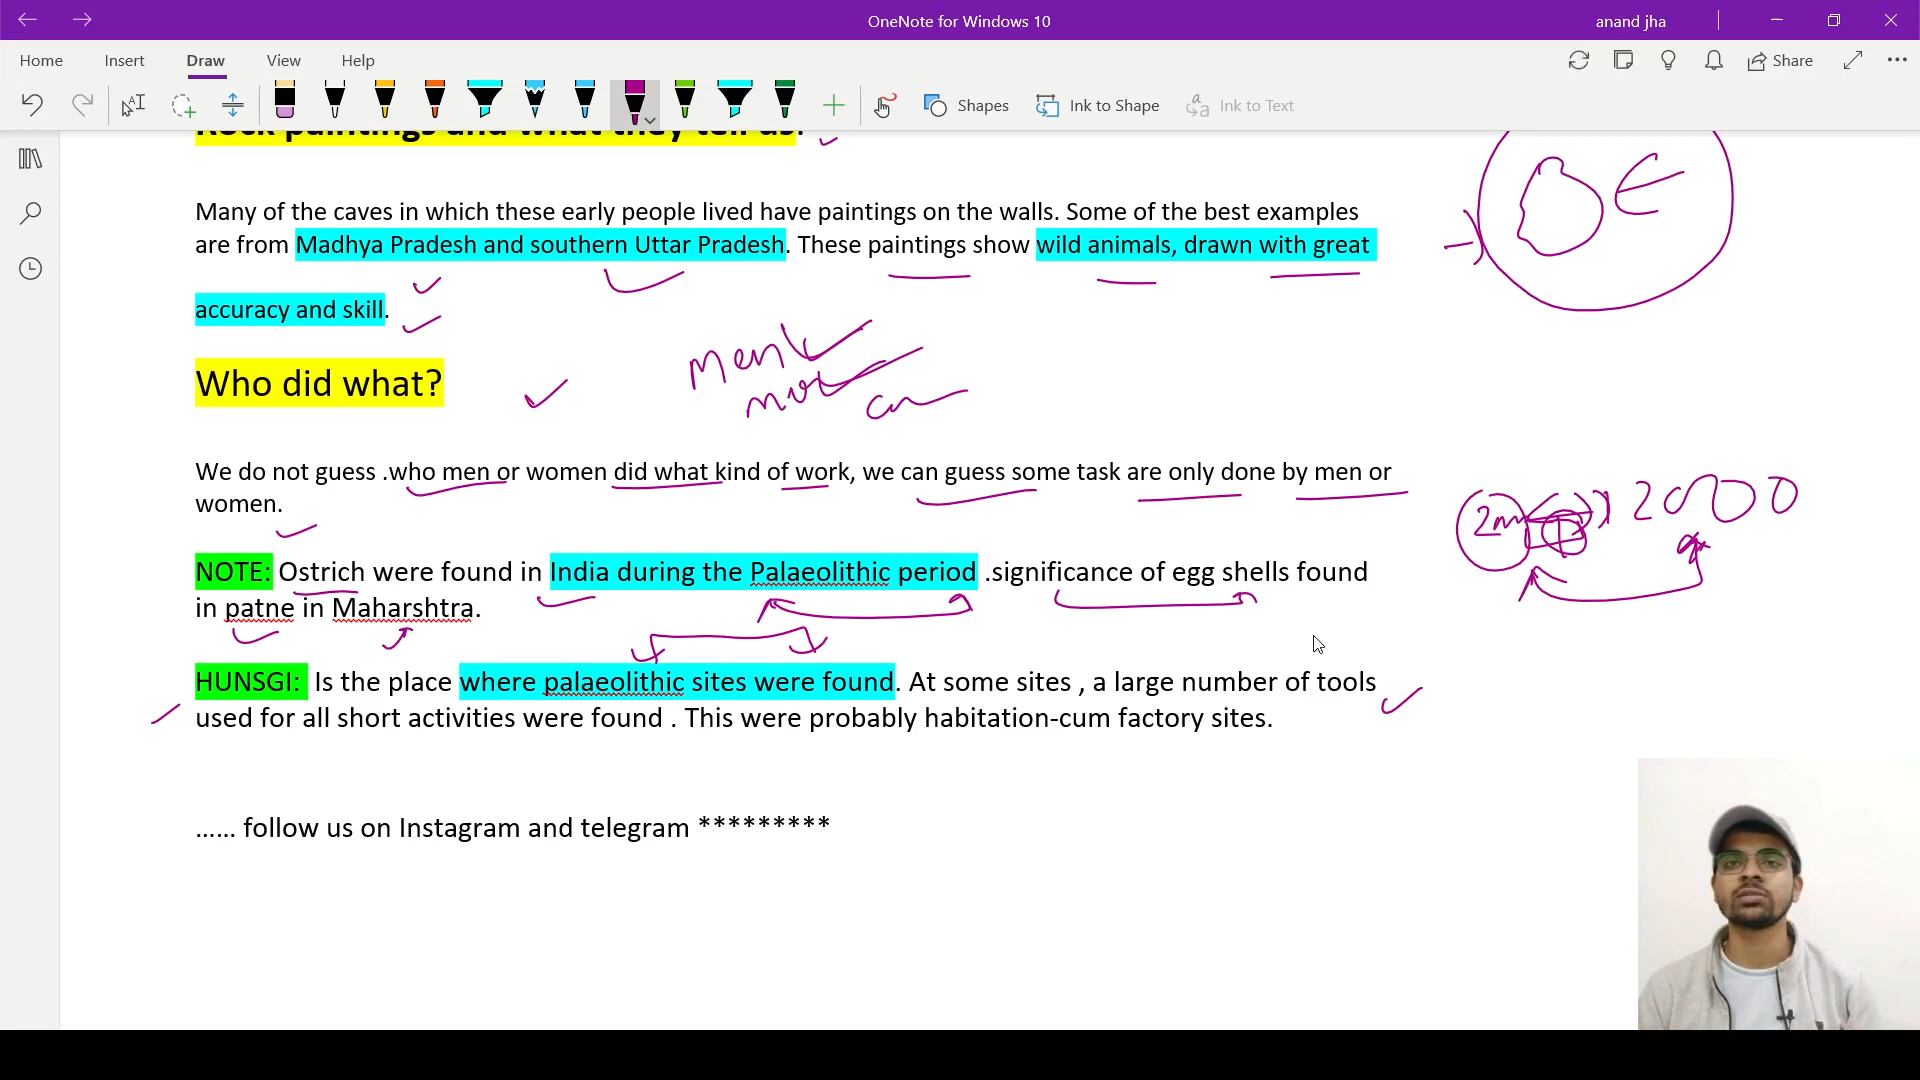 OneNote for Windows 10
anand jha
Home Insert Draw View Help
Share
Shapes Ink to Shape Ink to Text
Rock paintings and what they tell us.
Many of the caves in which these early people lived have paintings on the walls. Some of the best examples
are from Madhya Pradesh and southern Uttar Pradesh. These paintings show wild animals, drawn with great
accuracy and skill.
men
Who did what?
We do not guess .who men or women did what kind of work, we can guess some task are only done by men or
women.
NOTE: Ostrich were found in India during the Palaeolithic period .significance of egg shells found
in patne in Maharshtra.
HUNSGI: Is the place where palaeolithic sites were found. At some sites , a large number of tools
used for all short activities were found . This were probably habitation-cum factory sites.
...... follow us on Instagram and telegram *********